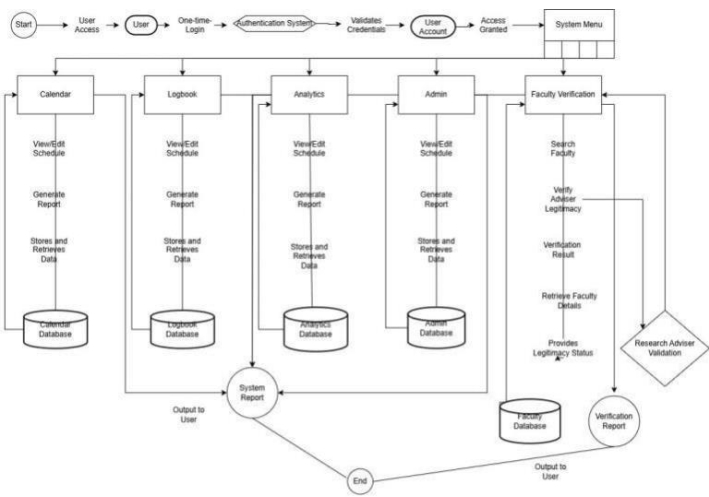 Start
User
Access
User
One-time-
Login
Authentication System
Validates
Credentials
User
Account
Access
Granted
System Menu
Calendar
Logbook
Analytics
Admin
Faculty Verification
View/Edit
Schedule
View/Edit
Schedule
View/Edit
Schedule
View/Edit
Schedule
Search
Faculty
Generate
Report
Generate
Report
Generate
Report
Generate
Report
Verify
Adviser
Legitimacy
Stores and
Retrieves
Data
Stores and
Retrieves
Data
Stores and
Retrieves
Data
Stores and
Retrieves
Data
Verification
Result
Retrieve Faculty
Details
Calendar
Database
Logbook
Database
Analytics
Database
Admin
Database
Provides
Legitimacy Status
Research Adviser
Validation
System
Report
Output to
User
Faculty
Database
Verification
Report
Output to
User
End